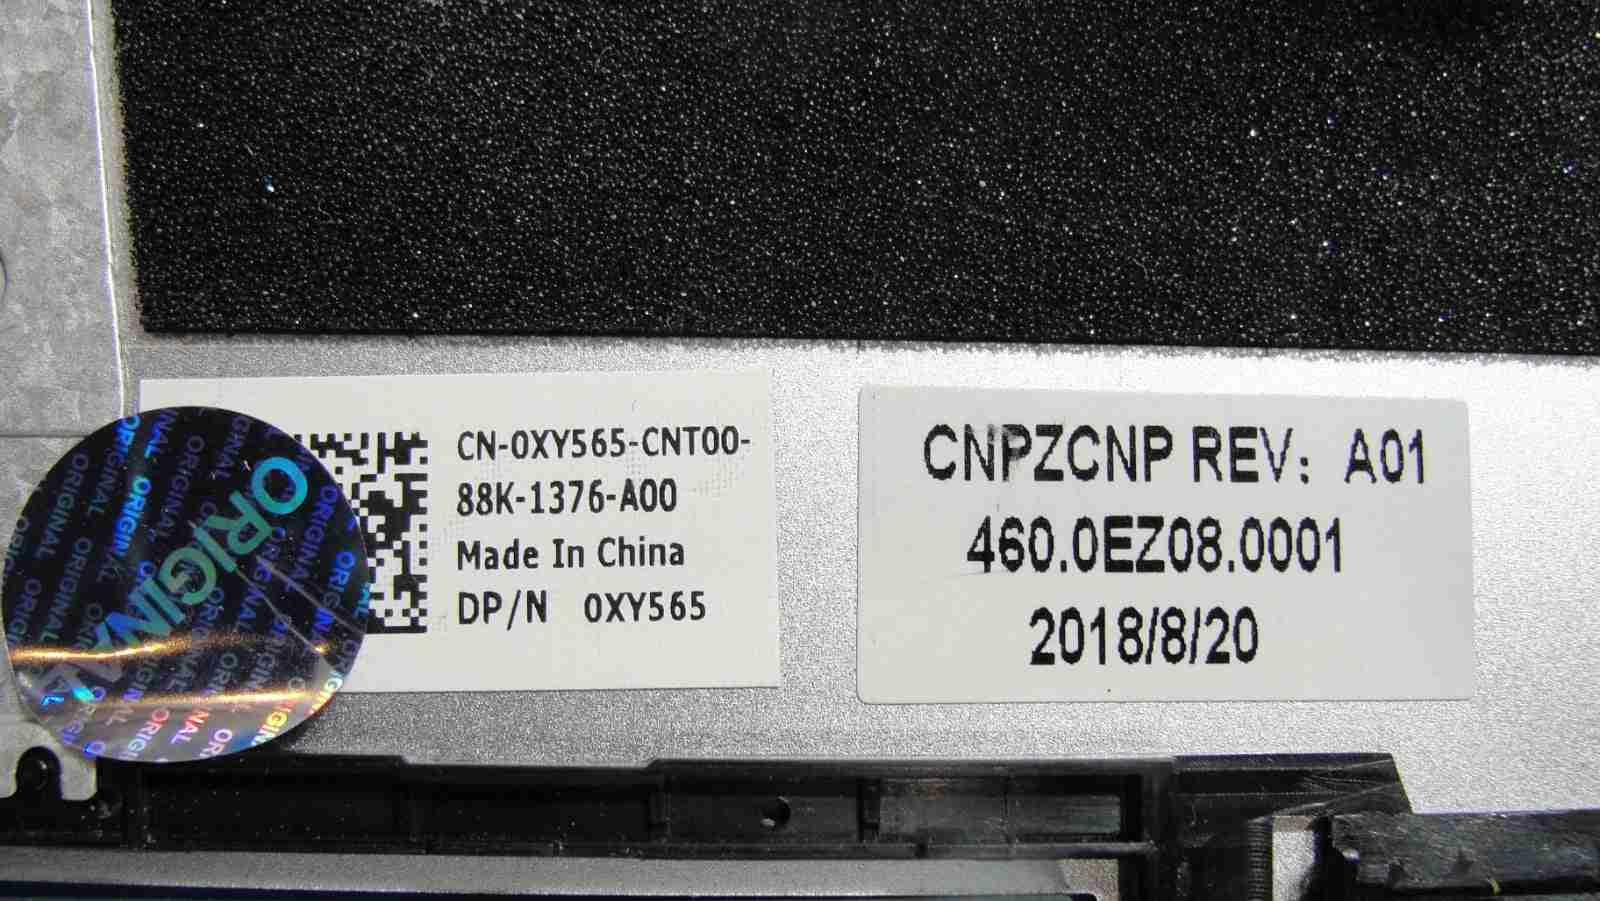 CN-0XY565-CNT00-
88K-1376-A00
Made In China
DP/N 0XY565
CNPZCNP REV: A01
460.0EZ08.0001
2018/8/20
ORIGINAL